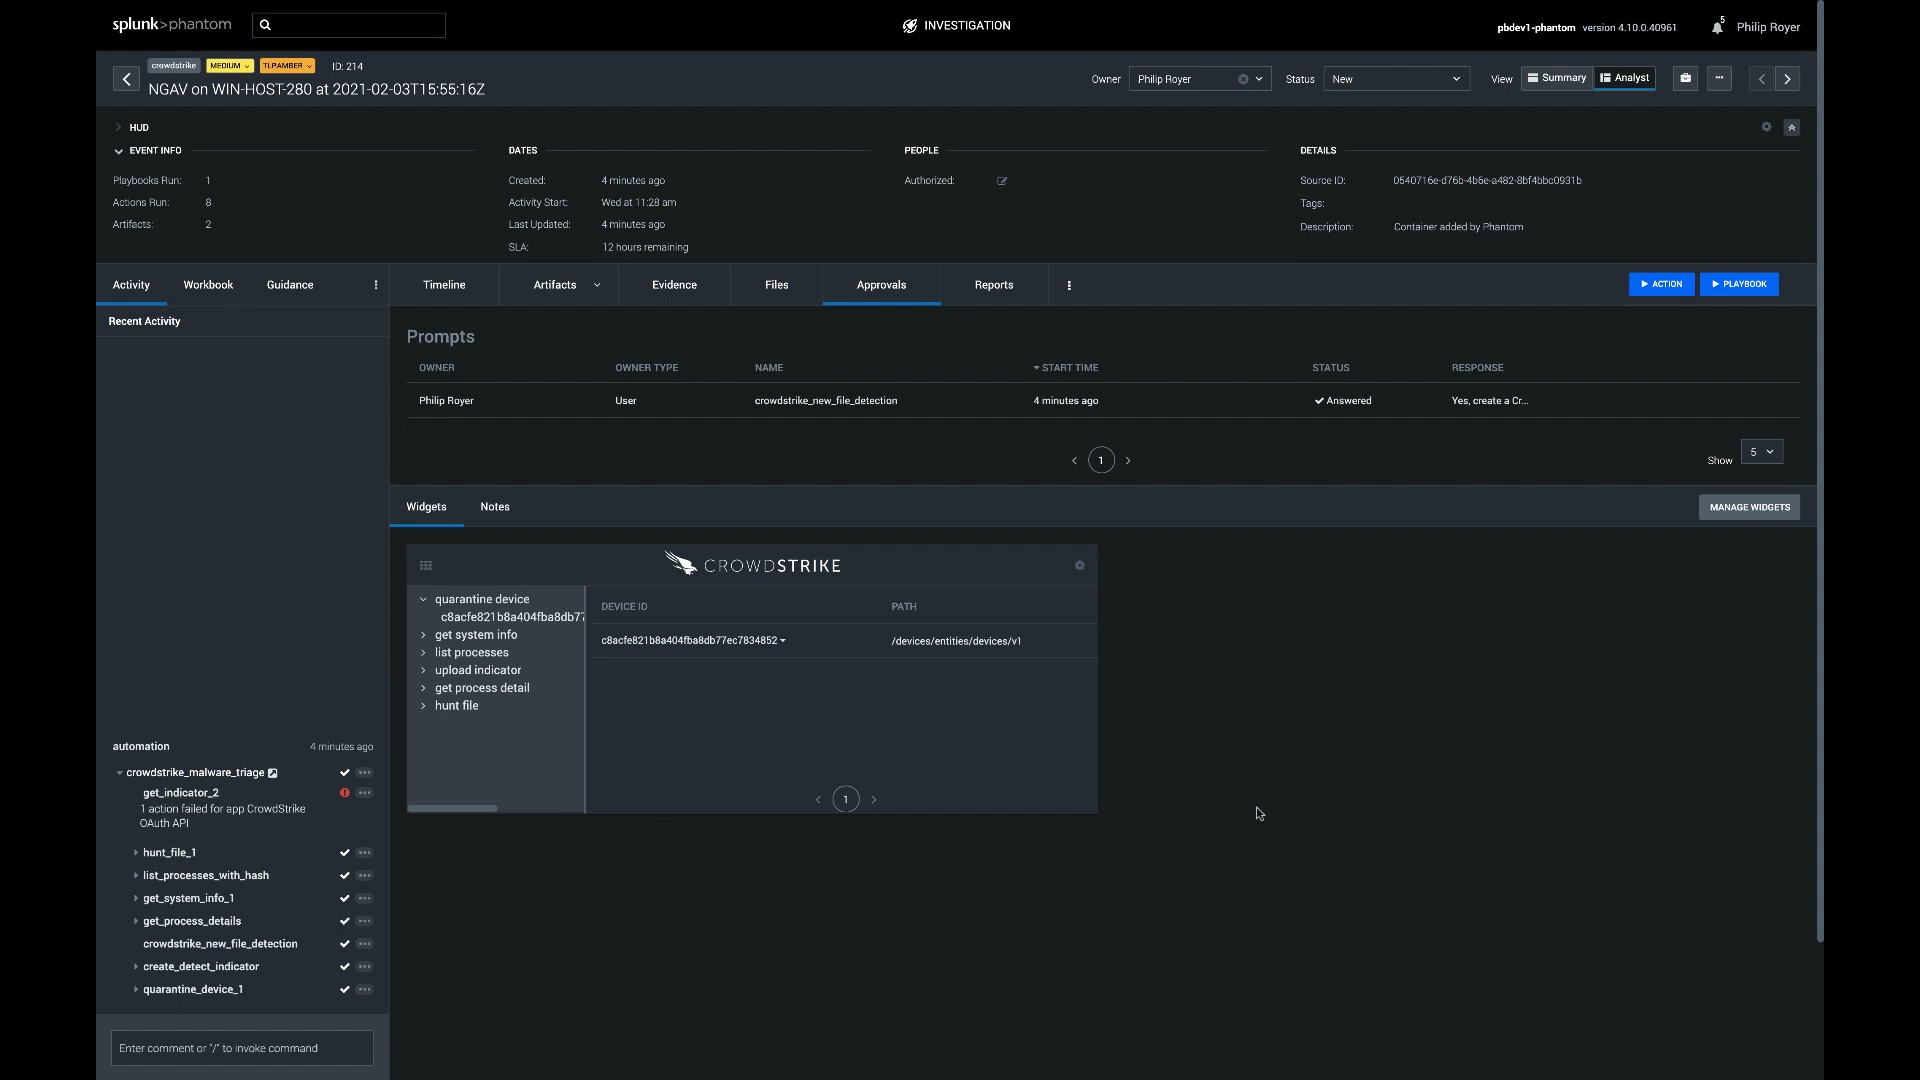 splunk>phantom
INVESTIGATION
pbdev1-phantom version 4.10.0.40961
5
Philip Royer
crowdstrike MEDIUM TLP:AMBER ID: 214
NGAV on WIN-HOST-280 at 2021-02-03T15:55:16Z
Owner Philip Royer Status New View Summary Analyst
HUD
EVENT INFO
Playbooks Run: 1
Actions Run: 8
Artifacts: 2
DATES
Created: 4 minutes ago
Activity Start: Wed at 11:28 am
Last Updated: 4 minutes ago
SLA: 12 hours remaining
PEOPLE
Authorized:
DETAILS
Source ID: 0540716e-d76b-4b6e-a482-8bf4bbc0931b
Tags:
Description: Container added by Phantom
Activity Workbook Guidance
Timeline Artifacts Evidence Files Approvals Reports
ACTION PLAYBOOK
Recent Activity
Prompts
OWNER OWNER TYPE NAME START TIME STATUS RESPONSE
Philip Royer User crowdstrike_new_file_detection 4 minutes ago Answered Yes, create a Cr...
1
Show 5
Widgets Notes
MANAGE WIDGETS
CROWDSTRIKE
quarantine device
c8acfe821b8a404fba8db77
get system info
list processes
upload indicator
get process detail
hunt file
DEVICE ID PATH
c8acfe821b8a404fba8db77ec7834852 /devices/entities/devices/v1
1
automation 4 minutes ago
crowdstrike_malware_triage
get_indicator_2
1 action failed for app CrowdStrike
OAuth API
hunt_file_1
list_processes_with_hash
get_system_info_1
get_process_details
crowdstrike_new_file_detection
create_detect_indicator
quarantine_device_1
Enter comment or "/" to invoke command